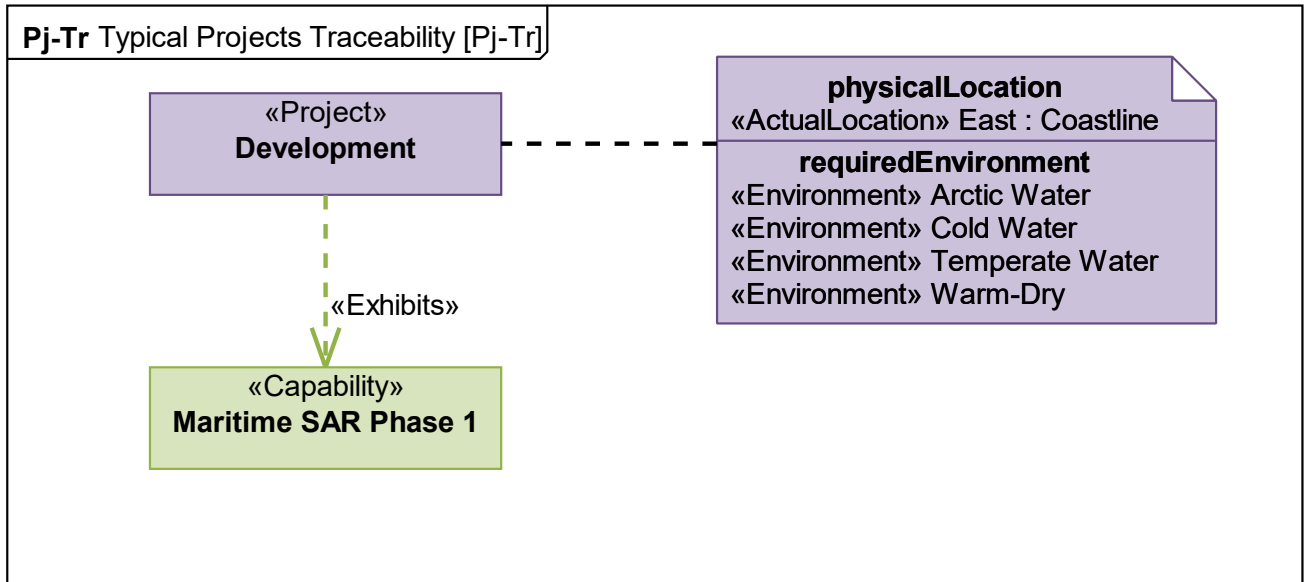 Pj-Tr Typical Projects Traceability [Pj-Tr]
«Project»
Development
physicalLocation
«ActualLocation» East : Coastline
requiredEnvironment
«Environment» Arctic Water
«Environment» Cold Water
«Environment» Temperate Water
«Environment» Warm-Dry
«Exhibits»
«Capability»
Maritime SAR Phase 1